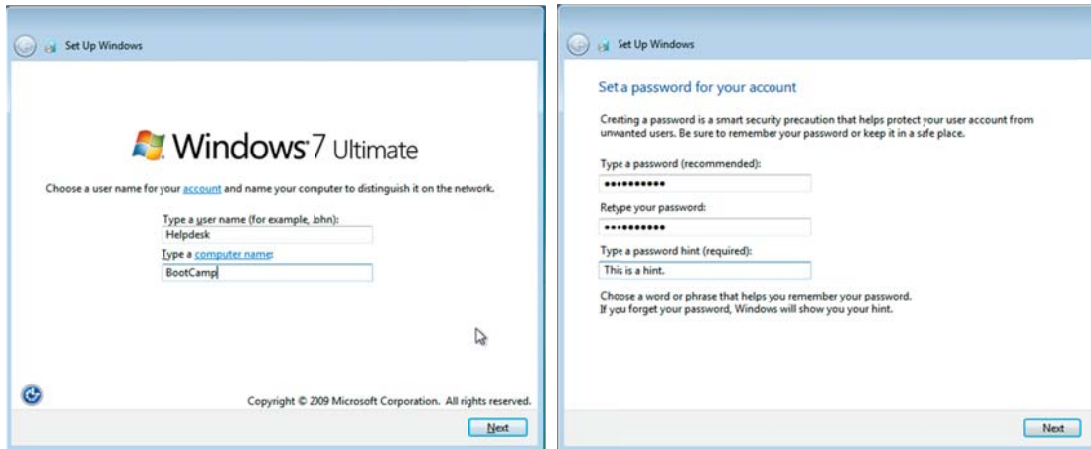 Set Up Windows
Windows 7 Ultimate
Choose a user name for your account and name your computer to distinguish it on the network.
Type a user name (for example, John):
Helpdesk
Type a computer name:
BootCamp
Copyright © 2009 Microsoft Corporation. All rights reserved.
Next
Set Up Windows
Set a password for your account
Creating a password is a smart security precaution that helps protect your user account from
unwanted users. Be sure to remember your password or keep it in a safe place.
Type a password (recommended):
••••••••••
Retype your password:
••••••••••
Type a password hint (required):
This is a hint.
Choose a word or phrase that helps you remember your password.
If you forget your password, Windows will show you your hint.
Next